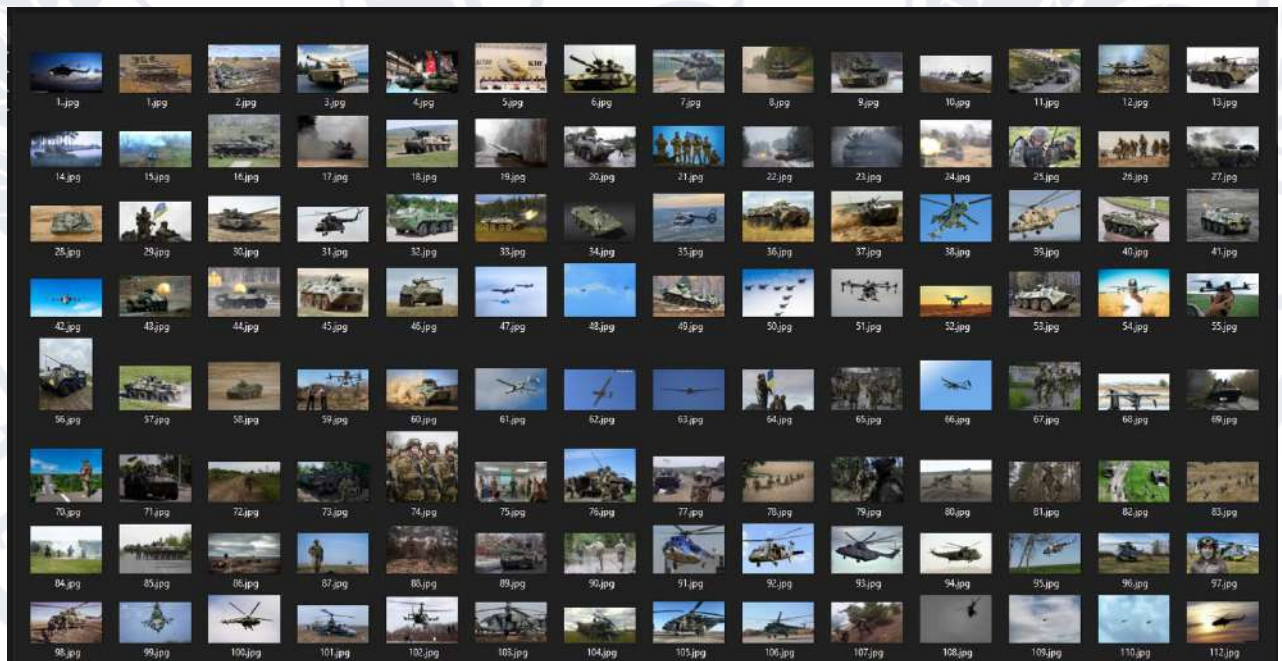 1..jpg 1.jpg 2.jpg 3.jpg 4.jpg 5.jpg 6.jpg 7.jpg 8.jpg 9.jpg 10.jpg 11.jpg 12.jpg 13.jpg
14.jpg 15.jpg 16.jpg 17.jpg 18.jpg 19.jpg 20.jpg 21.jpg 22.jpg 23.jpg 24.jpg 25.jpg 26.jpg 27.jpg
28.jpg 29.jpg 30.jpg 31.jpg 32.jpg 33.jpg 34.jpg 35.jpg 36.jpg 37.jpg 38.jpg 39.jpg 40.jpg 41.jpg
42.jpg 43.jpg 44.jpg 45.jpg 46.jpg 47.jpg 48.jpg 49.jpg 50.jpg 51.jpg 52.jpg 53.jpg 54.jpg 55.jpg
56.jpg 57.jpg 58.jpg 59.jpg 60.jpg 61.jpg 62.jpg 63.jpg 64.jpg 65.jpg 66.jpg 67.jpg 68.jpg 69.jpg
70.jpg 71.jpg 72.jpg 73.jpg 74.jpg 75.jpg 76.jpg 77.jpg 78.jpg 79.jpg 80.jpg 81.jpg 82.jpg 83.jpg
84.jpg 85.jpg 86.jpg 87.jpg 88.jpg 89.jpg 90.jpg 91.jpg 92.jpg 93.jpg 94.jpg 95.jpg 96.jpg 97.jpg
98.jpg 99.jpg 100.jpg 101.jpg 102.jpg 103.jpg 104.jpg 105.jpg 106.jpg 107.jpg 108.jpg 109.jpg 110.jpg 112.jpg